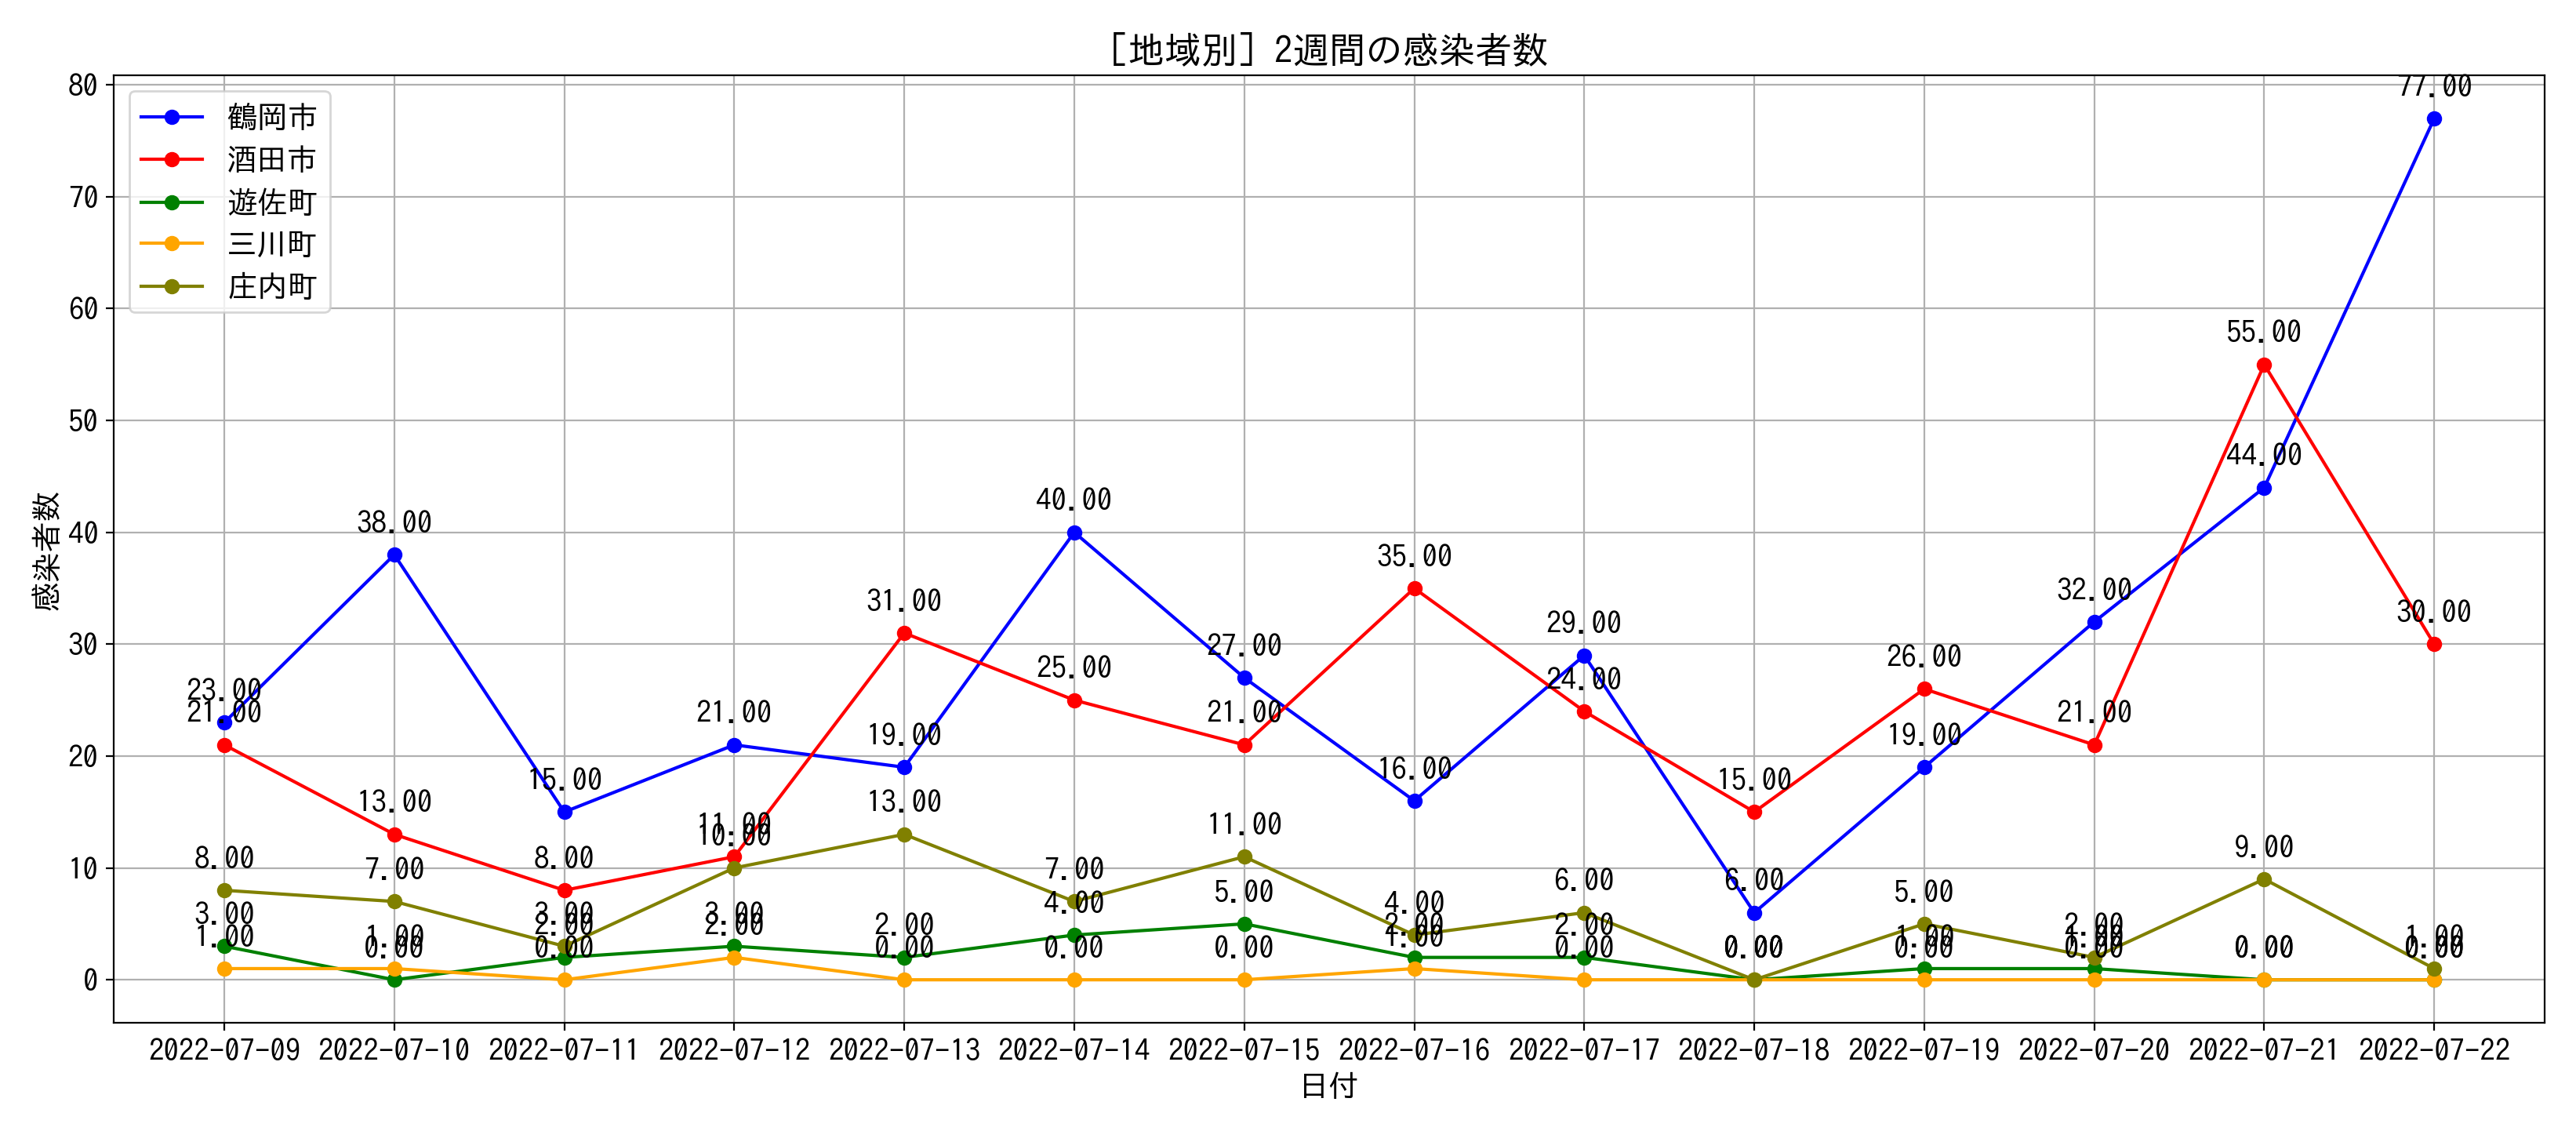 ［地域別］2週間の感染者数
鶴岡市
酒田市
遊佐町
三川町
庄内町
感染者数
80
70
60
50
40
30
20
10
0
23.00 38.00 15.00 21.00 19.00 40.00 27.00 16.00 29.00 6.00 19.00 32.00 44.00 77.00
21.00 13.00 8.00 11.00 31.00 25.00 21.00 35.00 24.00 15.00 26.00 21.00 55.00 30.00
3.00 0.00 2.00 3.00 2.00 4.00 5.00 2.00 2.00 0.00 1.00 1.00 0.00 0.00
1.00 1.00 0.00 2.00 0.00 0.00 0.00 1.00 0.00 0.00 0.00 0.00 0.00 0.00
8.00 7.00 3.00 10.00 13.00 7.00 11.00 4.00 6.00 0.00 5.00 2.00 9.00 1.00
2022-07-09 2022-07-10 2022-07-11 2022-07-12 2022-07-13 2022-07-14 2022-07-15 2022-07-16 2022-07-17 2022-07-18 2022-07-19 2022-07-20 2022-07-21 2022-07-22
日付